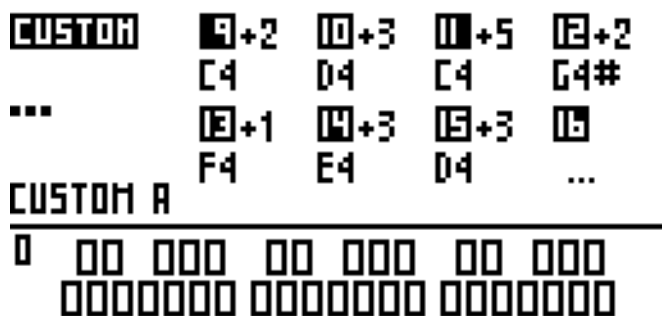 CUSTOM 9+2 10+3 11+5 12+2
C4 D4 C4 G4#
... 13+1 14+3 15+3 16
F4 E4 D4 ...
CUSTOM A
0